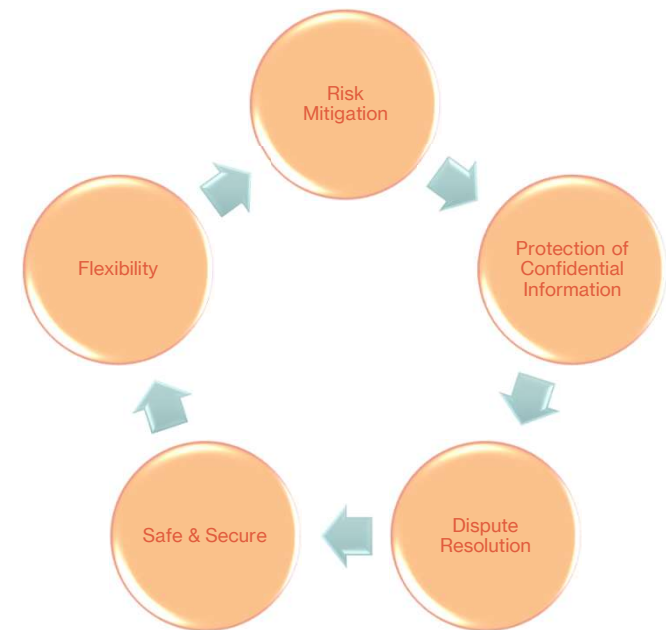 Risk
Mitigation
Protection of
Confidential
Information
Dispute
Resolution
Safe & Secure
Flexibility